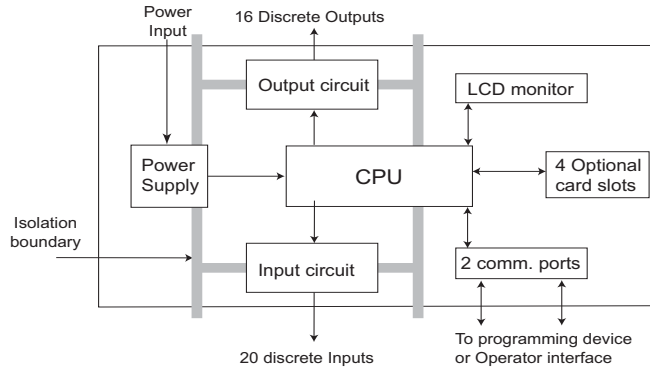 Power
Input
16 Discrete Outputs
Output circuit
LCD monitor
Power
Supply
CPU
4 Optional
card slots
Isolation
boundary
Input circuit
2 comm. ports
20 discrete Inputs
To programming device
or Operator interface